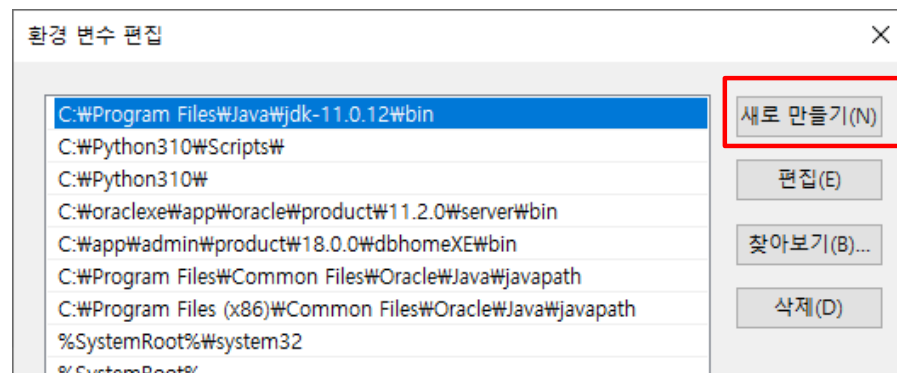 환경 변수 편집
C:₩Program Files₩Java₩jdk-11.0.12₩bin
C:₩Python310₩Scripts₩
C:₩Python310₩
C:₩oraclexe₩app₩oracle₩product₩11.2.0₩server₩bin
C:₩app₩admin₩product₩18.0.0₩dbhomeXE₩bin
C:₩Program Files₩Common Files₩Oracle₩Java₩javapath
C:₩Program Files (x86)₩Common Files₩Oracle₩Java₩javapath
%SystemRoot%₩system32
%SystemRoot%
새로 만들기(N)
편집(E)
찾아보기(B)...
삭제(D)